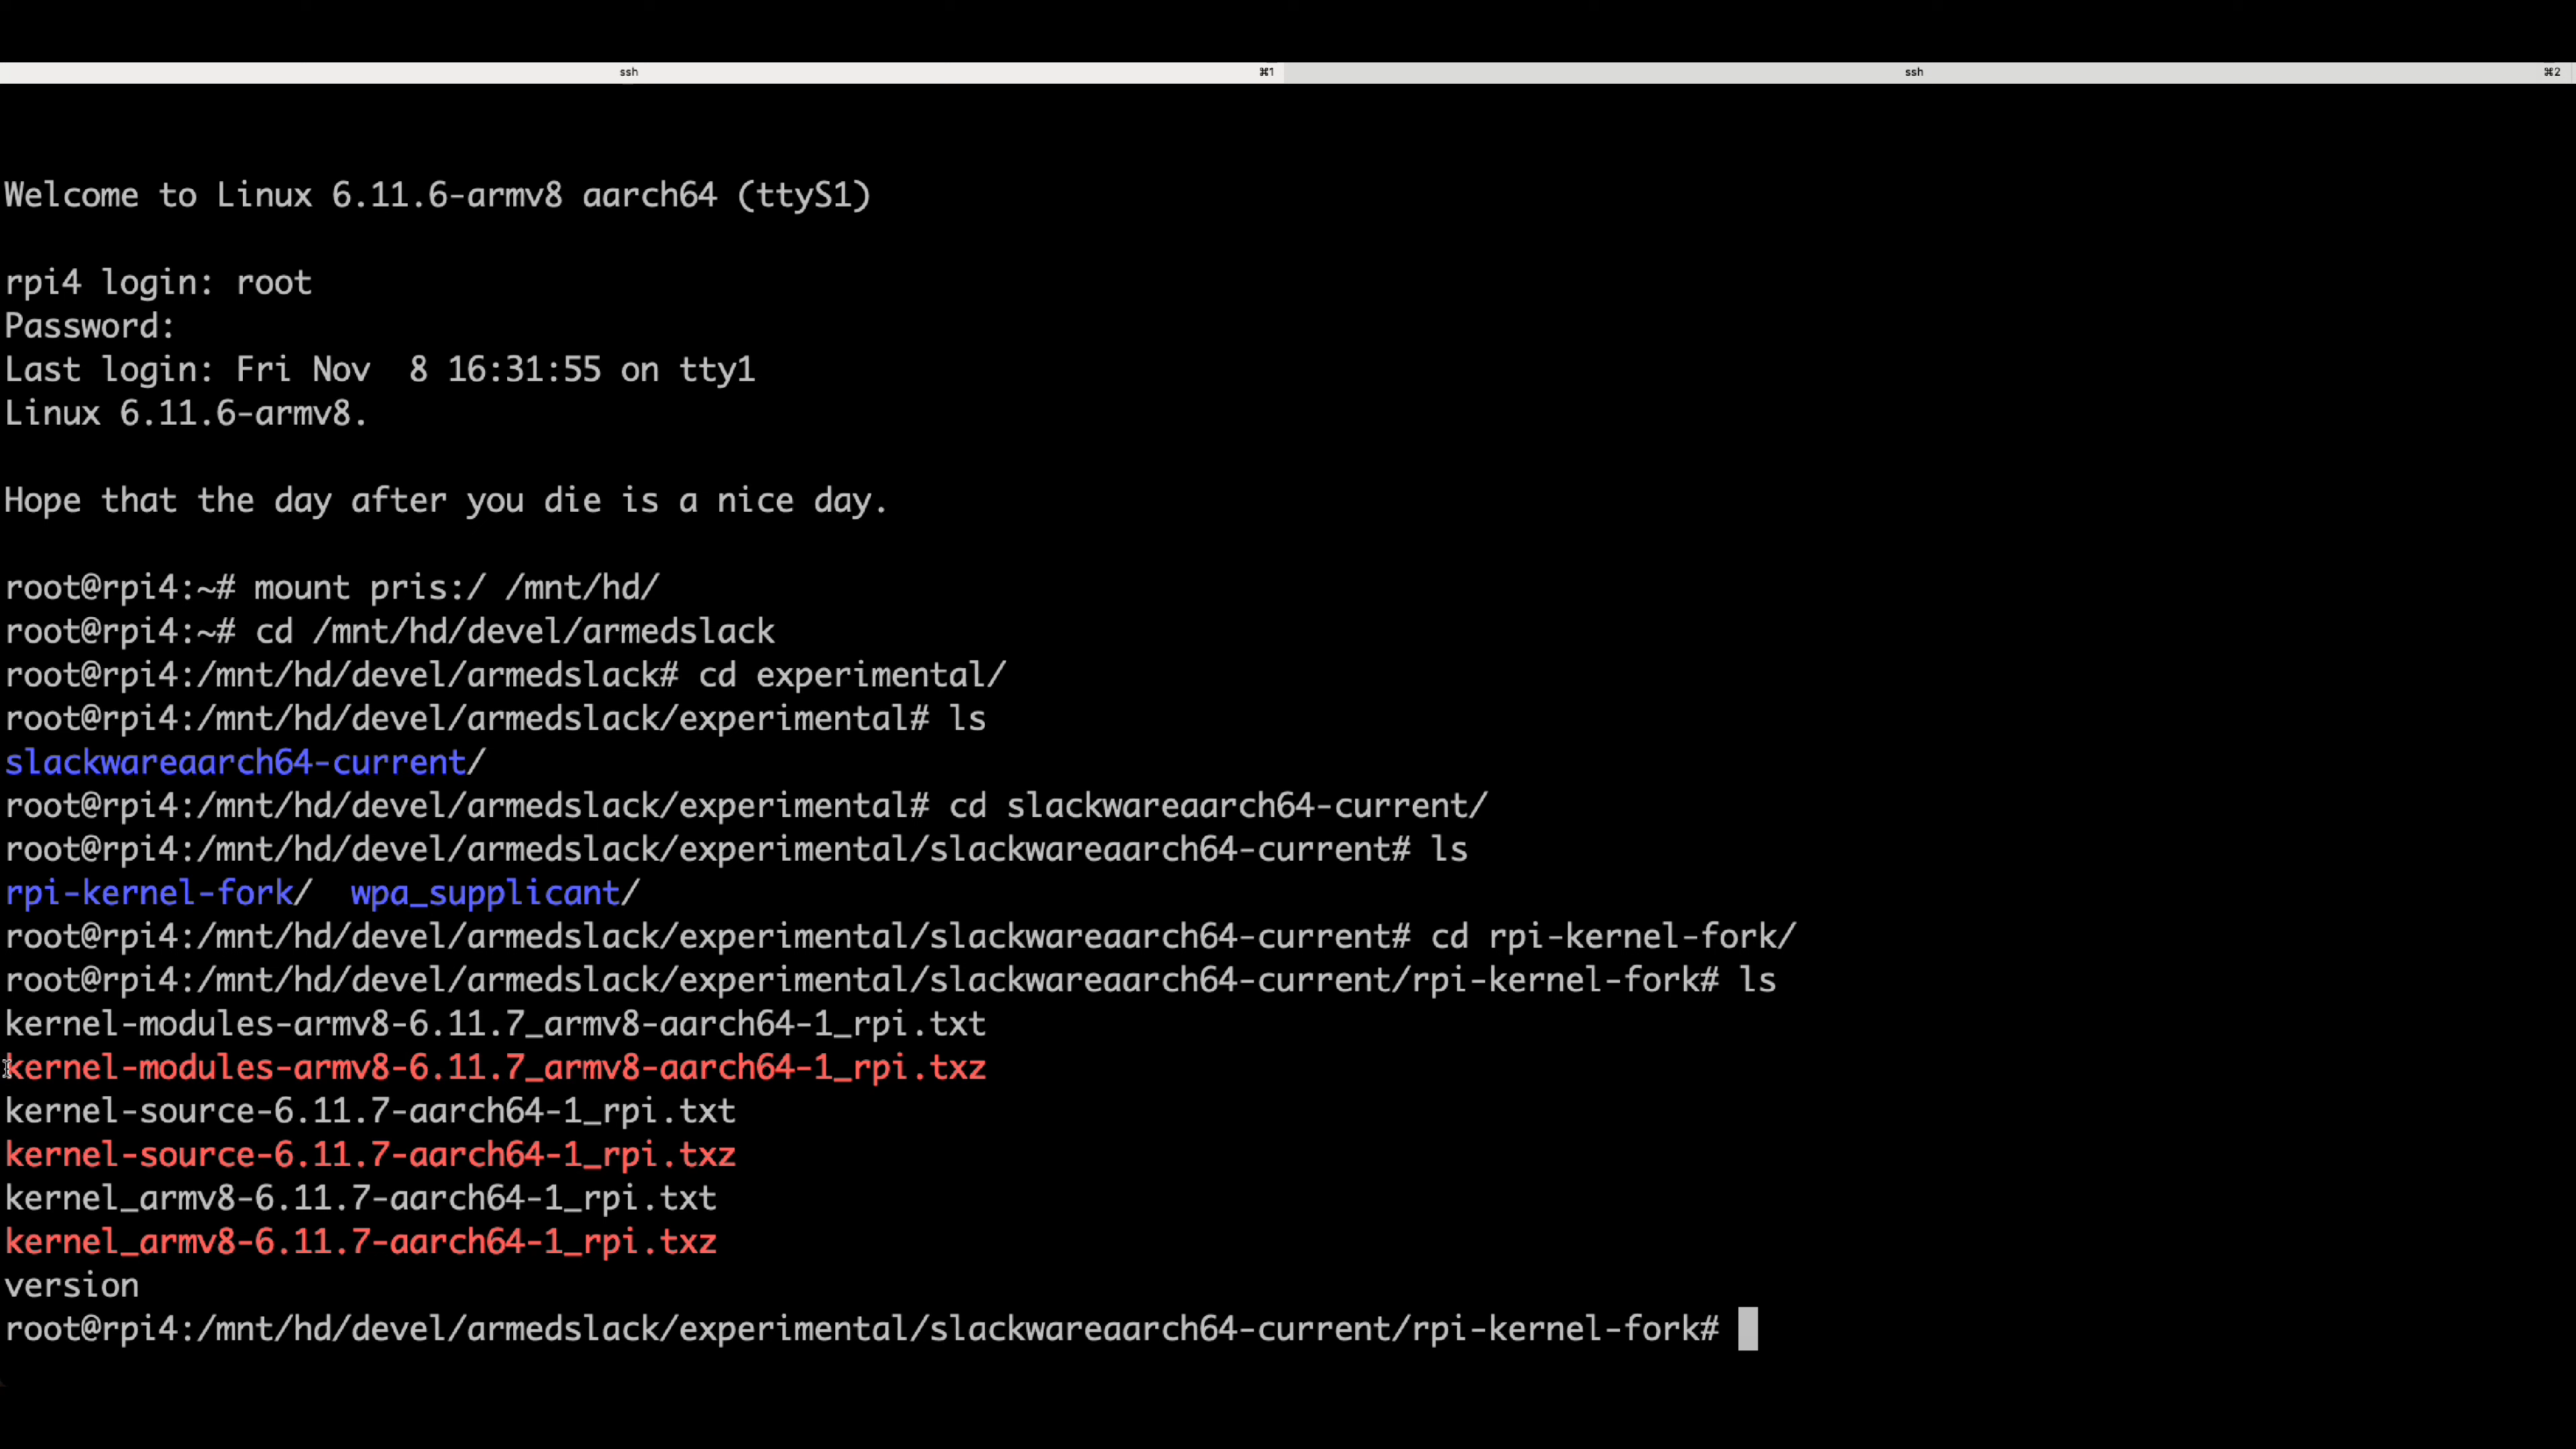 ssh ⌘1 ssh ⌘2
Welcome to Linux 6.11.6-armv8 aarch64 (ttyS1)
rpi4 login: root
Password:
Last login: Fri Nov  8 16:31:55 on tty1
Linux 6.11.6-armv8.
Hope that the day after you die is a nice day.
root@rpi4:~# mount pris:/ /mnt/hd/
root@rpi4:~# cd /mnt/hd/devel/armedslack
root@rpi4:/mnt/hd/devel/armedslack# cd experimental/
root@rpi4:/mnt/hd/devel/armedslack/experimental# ls
slackwareaarch64-current/
root@rpi4:/mnt/hd/devel/armedslack/experimental# cd slackwareaarch64-current/
root@rpi4:/mnt/hd/devel/armedslack/experimental/slackwareaarch64-current# ls
rpi-kernel-fork/  wpa_supplicant/
root@rpi4:/mnt/hd/devel/armedslack/experimental/slackwareaarch64-current# cd rpi-kernel-fork/
root@rpi4:/mnt/hd/devel/armedslack/experimental/slackwareaarch64-current/rpi-kernel-fork# ls
kernel-modules-armv8-6.11.7_armv8-aarch64-1_rpi.txt
kernel-modules-armv8-6.11.7_armv8-aarch64-1_rpi.txz
kernel-source-6.11.7-aarch64-1_rpi.txt
kernel-source-6.11.7-aarch64-1_rpi.txz
kernel_armv8-6.11.7-aarch64-1_rpi.txt
kernel_armv8-6.11.7-aarch64-1_rpi.txz
version
root@rpi4:/mnt/hd/devel/armedslack/experimental/slackwareaarch64-current/rpi-kernel-fork#